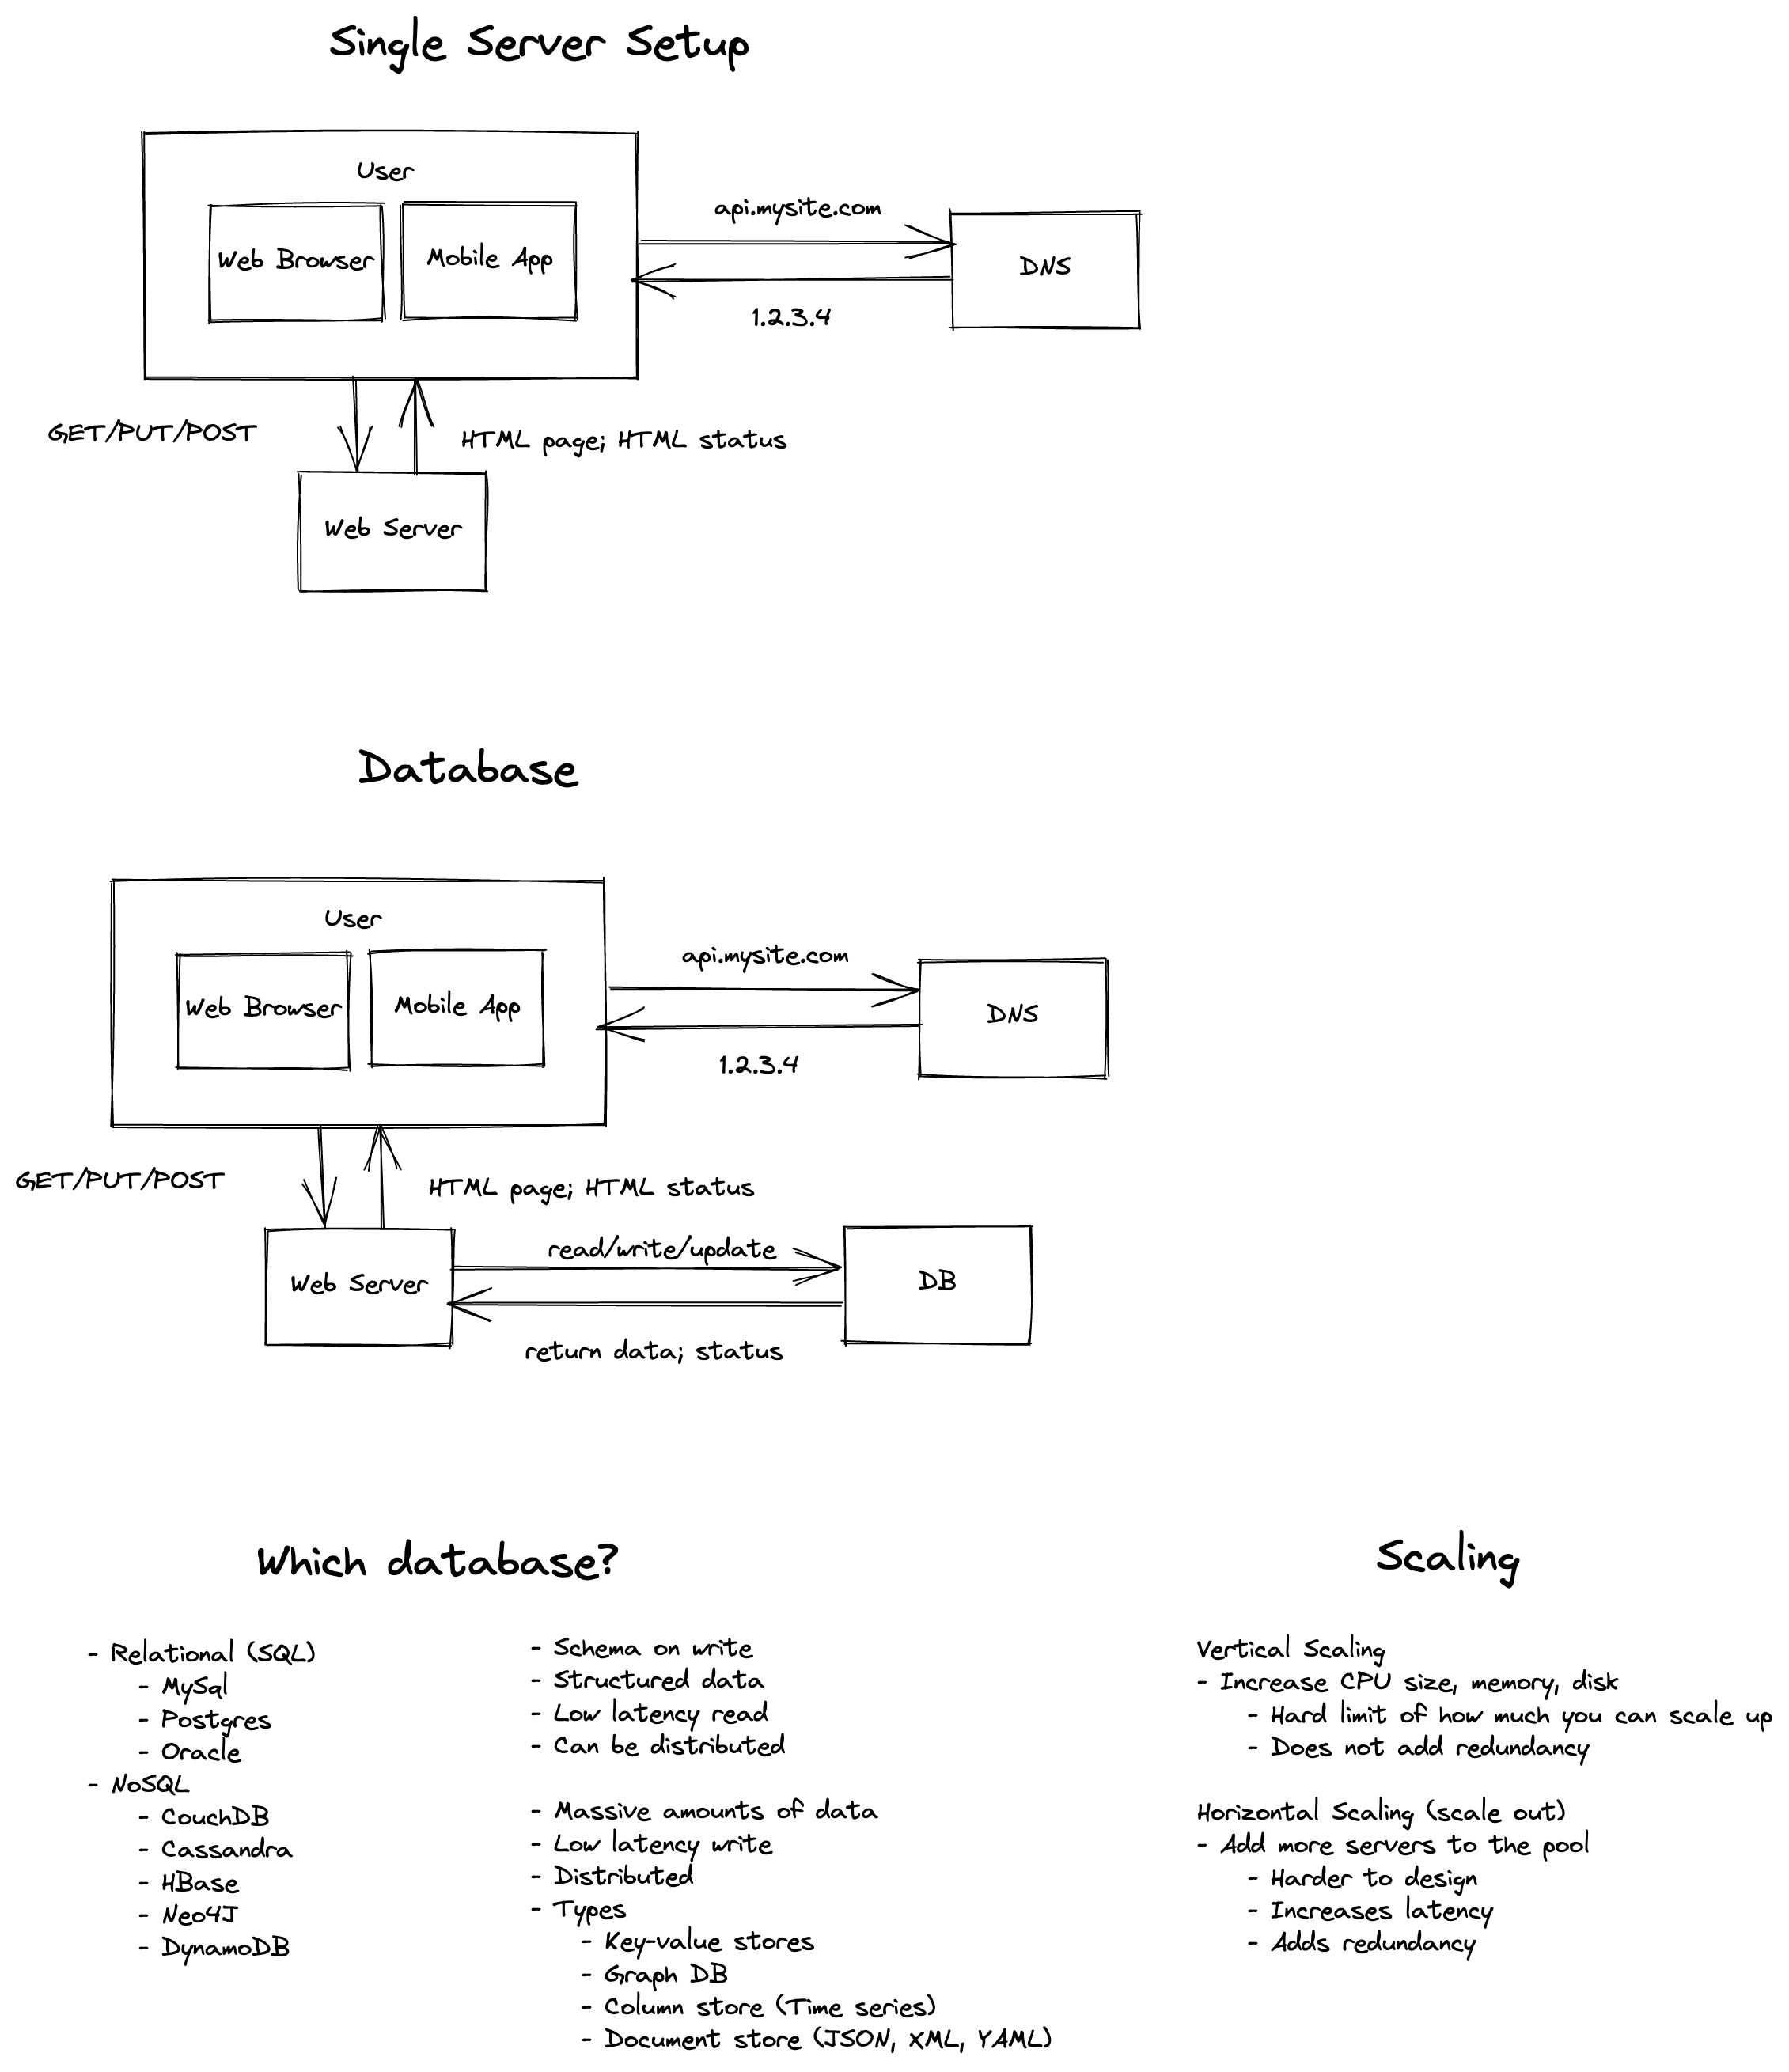 Single Server Setup
User
Web Browser
Mobile App
api.mysite.com
DNS
1.2.3.4
GET/PUT/POST
HTML page; HTML status
Web Server
Database
User
Web Browser
Mobile App
api.mysite.com
DNS
1.2.3.4
GET/PUT/POST
HTML page; HTML status
Web Server
read/write/update
DB
return data; status
Which database?
- Relational (SQL)
- MySql
- Postgres
- Oracle
- NoSQL
- CouchDB
- Cassandra
- HBase
- Neo4J
- DynamoDB
- Schema on write
- Structured data
- Low latency read
- Can be distributed
- Massive amounts of data
- Low latency write
- Distributed
- Types
- Key-value stores
- Graph DB
- Column store (Time series)
- Document store (JSON, XML, YAML)
Scaling
Vertical Scaling
- Increase CPU size, memory, disk
- Hard limit of how much you can scale up
- Does not add redundancy
Horizontal Scaling (scale out)
- Add more servers to the pool
- Harder to design
- Increases latency
- Adds redundancy